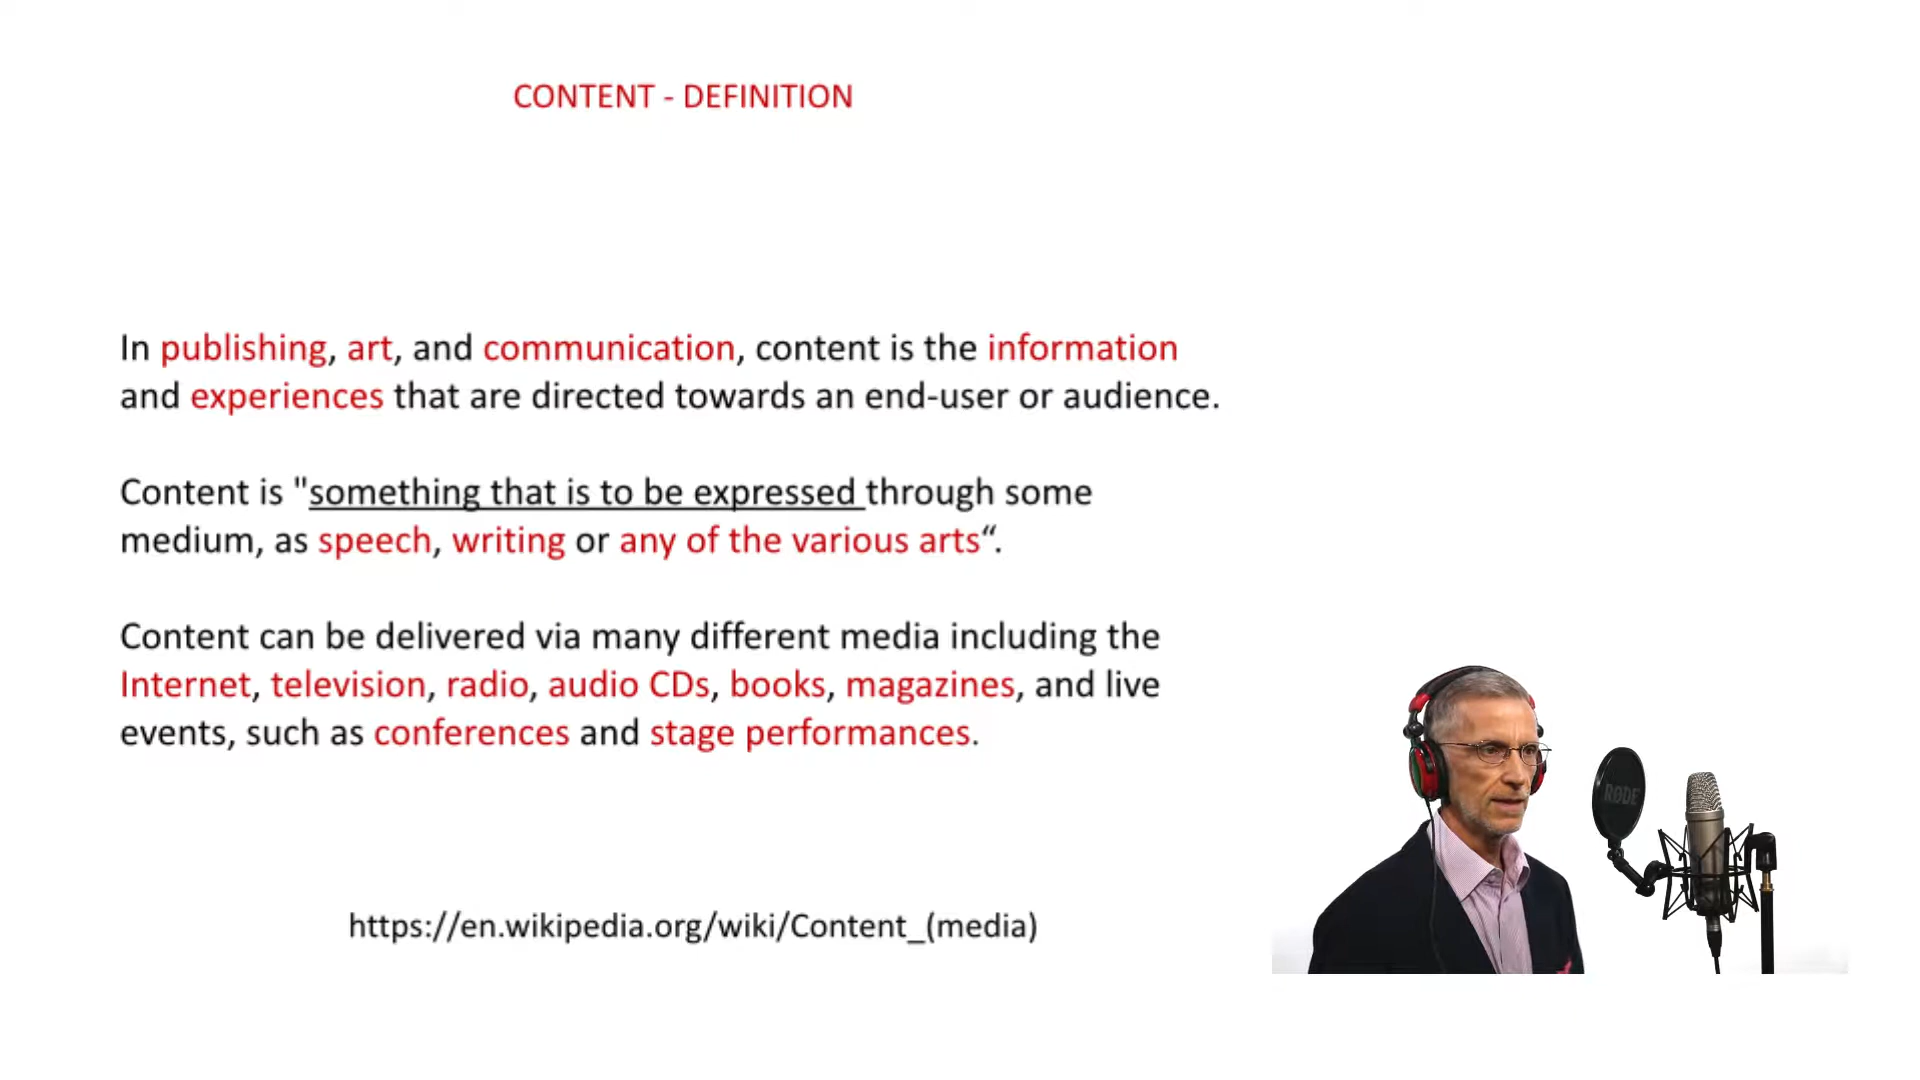 CONTENT - DEFINITION
In publishing, art, and communication, content is the information
and experiences that are directed towards an end-user or audience.
Content is "something that is to be expressed through some
medium, as speech, writing or any of the various arts“.
Content can be delivered via many different media including the
Internet, television, radio, audio CDs, books, magazines, and live
events, such as conferences and stage performances.
RØDE
https://en.wikipedia.org/wiki/Content_(media)